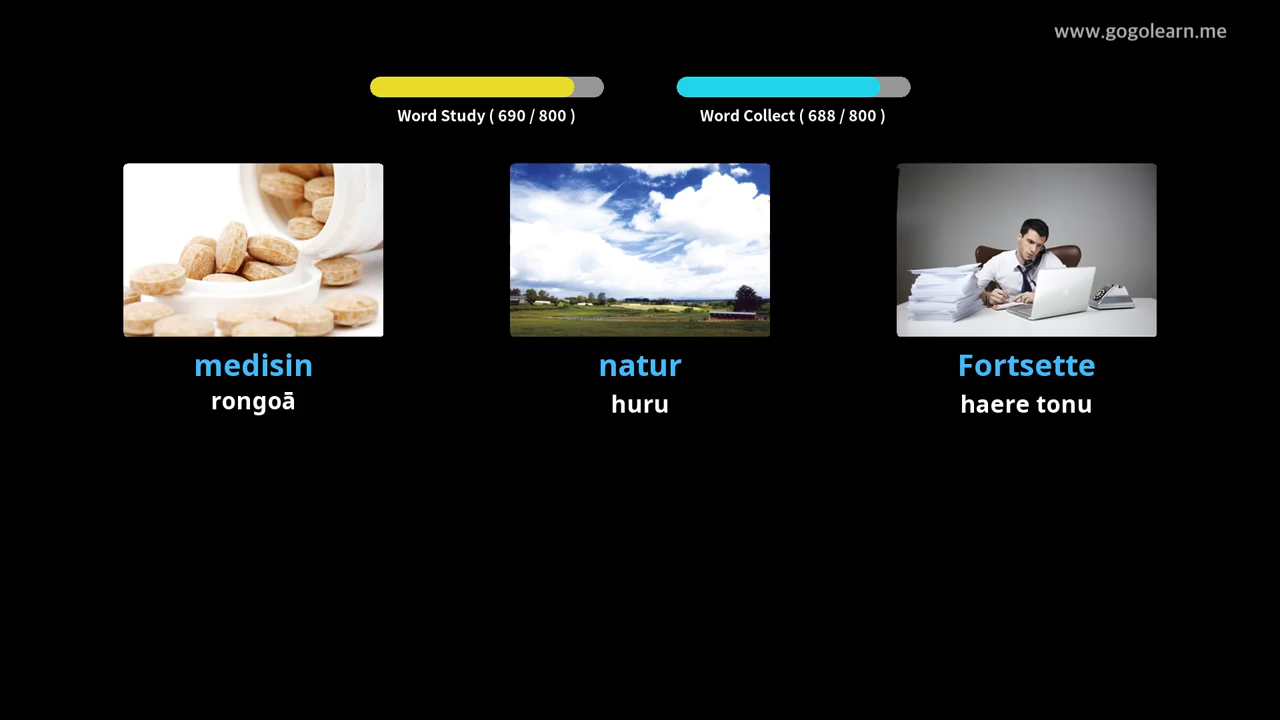 www.gogolearn.me
Word Study ( 690 / 800 )
Word Collect ( 688 / 800 )
medisin
rongoā
natur
huru
Fortsette
haere tonu